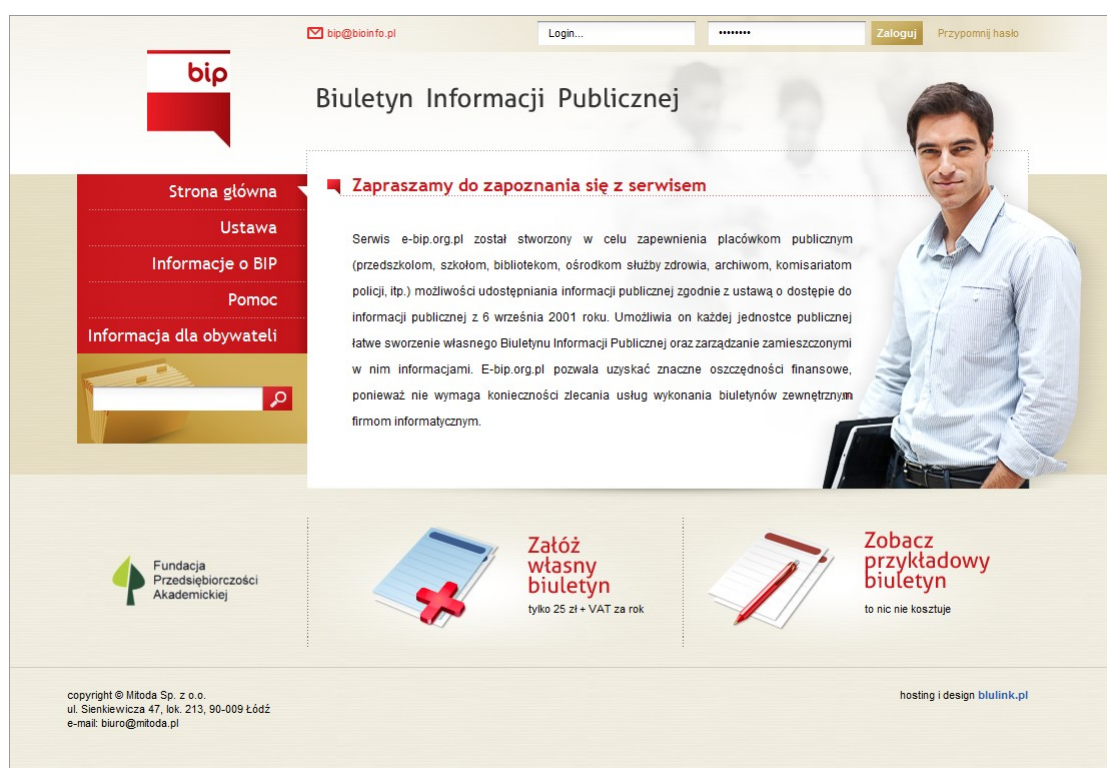 bip@bioinfo.pl
Login...
••••••••
Zaloguj
Przypomnij hasło
bip
Biuletyn Informacji Publicznej
Strona główna
Ustawa
Informacje o BIP
Pomoc
Informacja dla obywateli
Zapraszamy do zapoznania się z serwisem
Serwis e-bip.org.pl został stworzony w celu zapewnienia placówkom publicznym
(przedszkolom, szkołom, bibliotekom, ośrodkom służby zdrowia, archiwom, komisariatom
policji, itp.) możliwości udostępniania informacji publicznej zgodnie z ustawą o dostępie do
informacji publicznej z 6 września 2001 roku. Umożliwia on każdej jednostce publicznej
łatwe sworzenie własnego Biuletynu Informacji Publicznej oraz zarządzanie zamieszczonymi
w nim informacjami. E-bip.org.pl pozwala uzyskać znaczne oszczędności finansowe,
ponieważ nie wymaga konieczności zlecania usług wykonania biuletynów zewnętrznym
firmom informatycznym.
Fundacja
Przedsiębiorczości
Akademickiej
Załóż
własny
biuletyn
tylko 25 zł + VAT za rok
Zobacz
przykładowy
biuletyn
to nic nie kosztuje
copyright © Mitoda Sp. z o.o.
ul. Sienkiewicza 47, lok. 213, 90-009 Łódź
e-mail: biuro@mitoda.pl
hosting i design blulink.pl